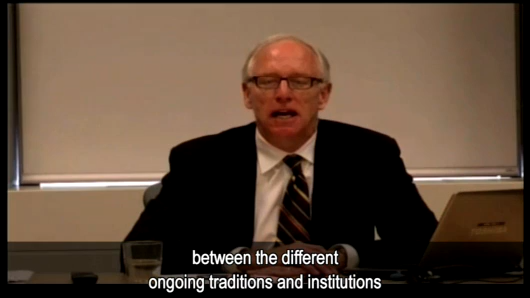 between the different
ongoing traditions and institutions